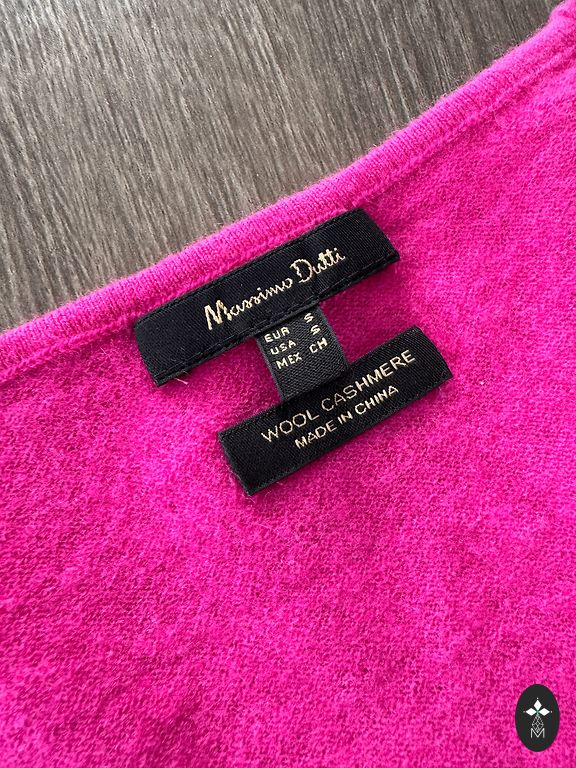 Massimo Dutti
EUR S
USA S
MEX CH
WOOL CASHMERE
MADE IN CHINA
M